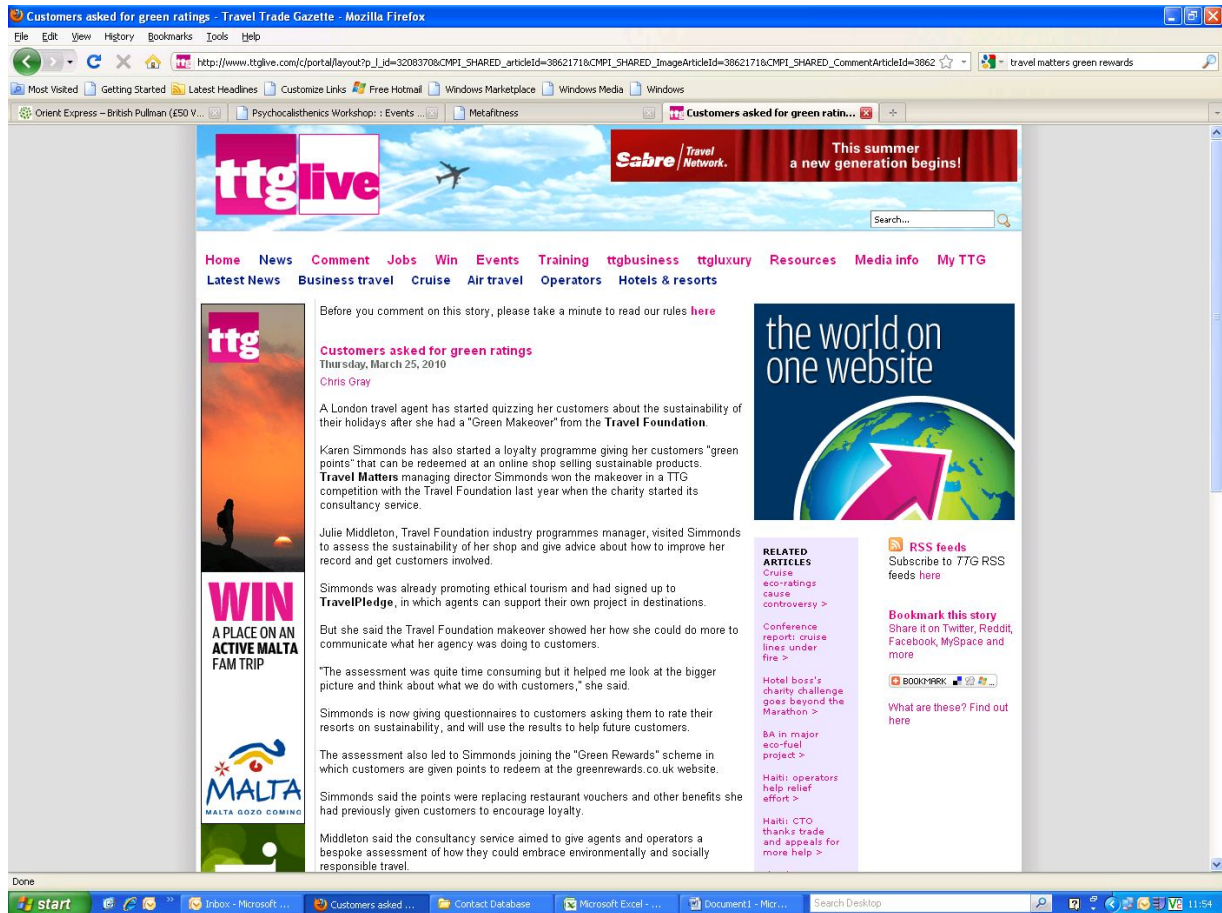 Customers asked for green ratings - Travel Trade Gazette - Mozilla Firefox
File Edit View History Bookmarks Tools Help
http://www.ttglive.com/c/portal/layout?p_l_id=3208370&CMPI_SHARED_articleId=3862171&CMPI_SHARED_ImageArticleId=3862171&CMPI_SHARED_CommentArticleId=3862
travel matters green rewards
Most Visited Getting Started Latest Headlines Customize Links Free Hotmail Windows Marketplace Windows Media Windows
Orient Express – British Pullman (£50 V... Psychocalisthenics Workshop: : Events ... Metafitness Customers asked for green ratin...
ttglive
Sabre Travel Network.
This summer
a new generation begins!
Search...
Home News Comment Jobs Win Events Training ttgbusiness ttgluxury Resources Media info My TTG
Latest News Business travel Cruise Air travel Operators Hotels & resorts
ttg
WIN
A PLACE ON AN
ACTIVE MALTA
FAM TRIP
MALTA
MALTA GOZO COMINO
Before you comment on this story, please take a minute to read our rules here
Customers asked for green ratings
Thursday, March 25, 2010
Chris Gray
A London travel agent has started quizzing her customers about the sustainability of
their holidays after she had a "Green Makeover" from the Travel Foundation.
Karen Simmonds has also started a loyalty programme giving her customers "green
points" that can be redeemed at an online shop selling sustainable products.
Travel Matters managing director Simmonds won the makeover in a TTG
competition with the Travel Foundation last year when the charity started its
consultancy service.
Julie Middleton, Travel Foundation industry programmes manager, visited Simmonds
to assess the sustainability of her shop and give advice about how to improve her
record and get customers involved.
Simmonds was already promoting ethical tourism and had signed up to
TravelPledge, in which agents can support their own project in destinations.
But she said the Travel Foundation makeover showed her how she could do more to
communicate what her agency was doing to customers.
"The assessment was quite time consuming but it helped me look at the bigger
picture and think about what we do with customers," she said.
Simmonds is now giving questionnaires to customers asking them to rate their
resorts on sustainability, and will use the results to help future customers.
The assessment also led to Simmonds joining the "Green Rewards" scheme in
which customers are given points to redeem at the greenrewards.co.uk website.
Simmonds said the points were replacing restaurant vouchers and other benefits she
had previously given customers to encourage loyalty.
Middleton said the consultancy service aimed to give agents and operators a
bespoke assessment of how they could embrace environmentally and socially
responsible travel.
the world on
one website
RELATED
ARTICLES
Cruise
eco-ratings
cause
controversy >
Conference
report: cruise
lines under
fire >
Hotel boss's
charity challenge
goes beyond the
Marathon >
BA in major
eco-fuel
project >
Haiti: operators
help relief
effort >
Haiti: CTO
thanks trade
and appeals for
more help >
RSS feeds
Subscribe to TTG RSS
feeds here
Bookmark this story
Share it on Twitter, Reddit,
Facebook, MySpace and
more
BOOKMARK
What are these? Find out
here
Done
start Inbox - Microsoft ... Customers asked ... Contact Database Microsoft Excel - ... Document1 - Micr... Search Desktop 11:54